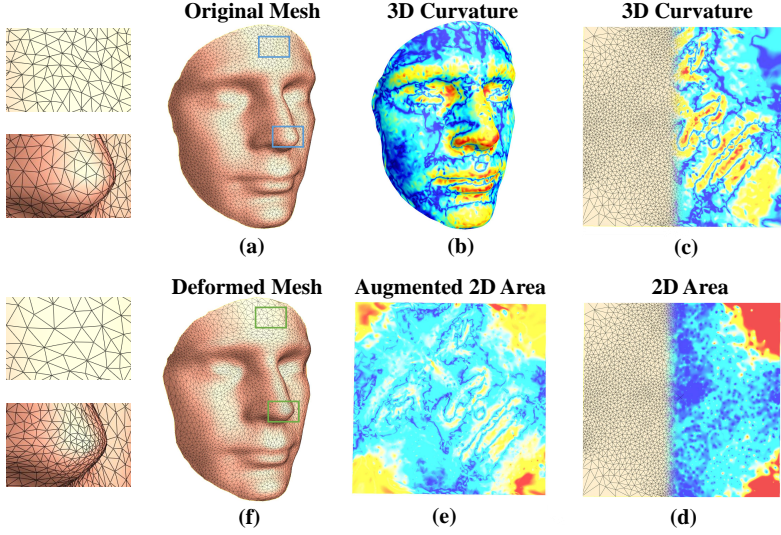 Original Mesh
3D Curvature
3D Curvature
(a)
(b)
(c)
Deformed Mesh
Augmented 2D Area
2D Area
(f)
(e)
(d)